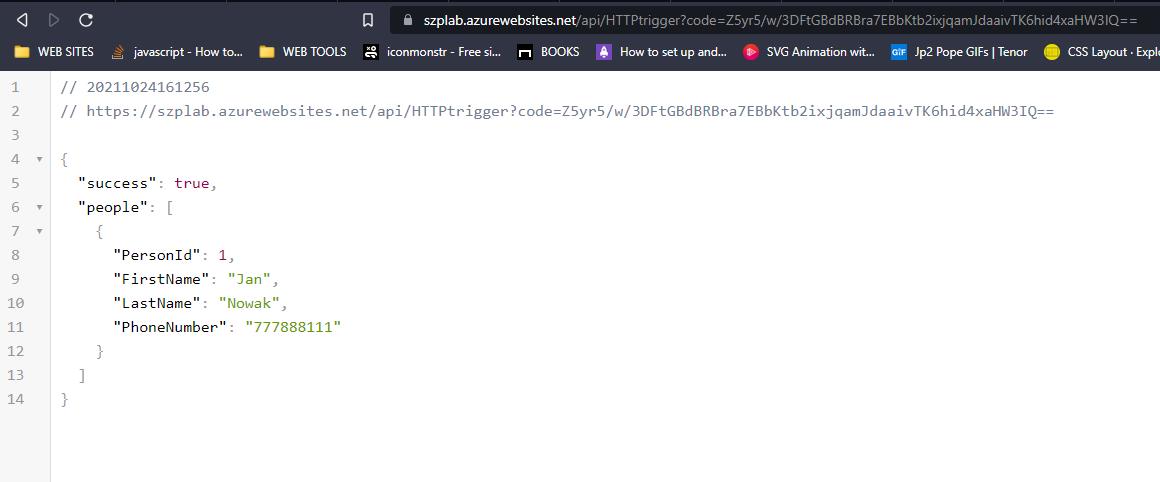 szplab.azurewebsites.net/api/HTTPtrigger?code=Z5yr5/w/3DFtGBdBRBra7EBbKtb2ixjqamJdaaivTK6hid4xaHW3IQ==
WEB SITES javascript - How to... WEB TOOLS iconmonstr - Free si... BOOKS How to set up and... SVG Animation wit... GIF Jp2 Pope GIFs | Tenor CSS Layout · Explo
1 // 20211024161256
2 // https://szplab.azurewebsites.net/api/HTTPtrigger?code=Z5yr5/w/3DFtGBdBRBra7EBbKtb2ixjqamJdaaivTK6hid4xaHW3IQ==
3
4 {
5 "success": true,
6 "people": [
7 {
8 "PersonId": 1,
9 "FirstName": "Jan",
10 "LastName": "Nowak",
11 "PhoneNumber": "777888111"
12 }
13 ]
14 }